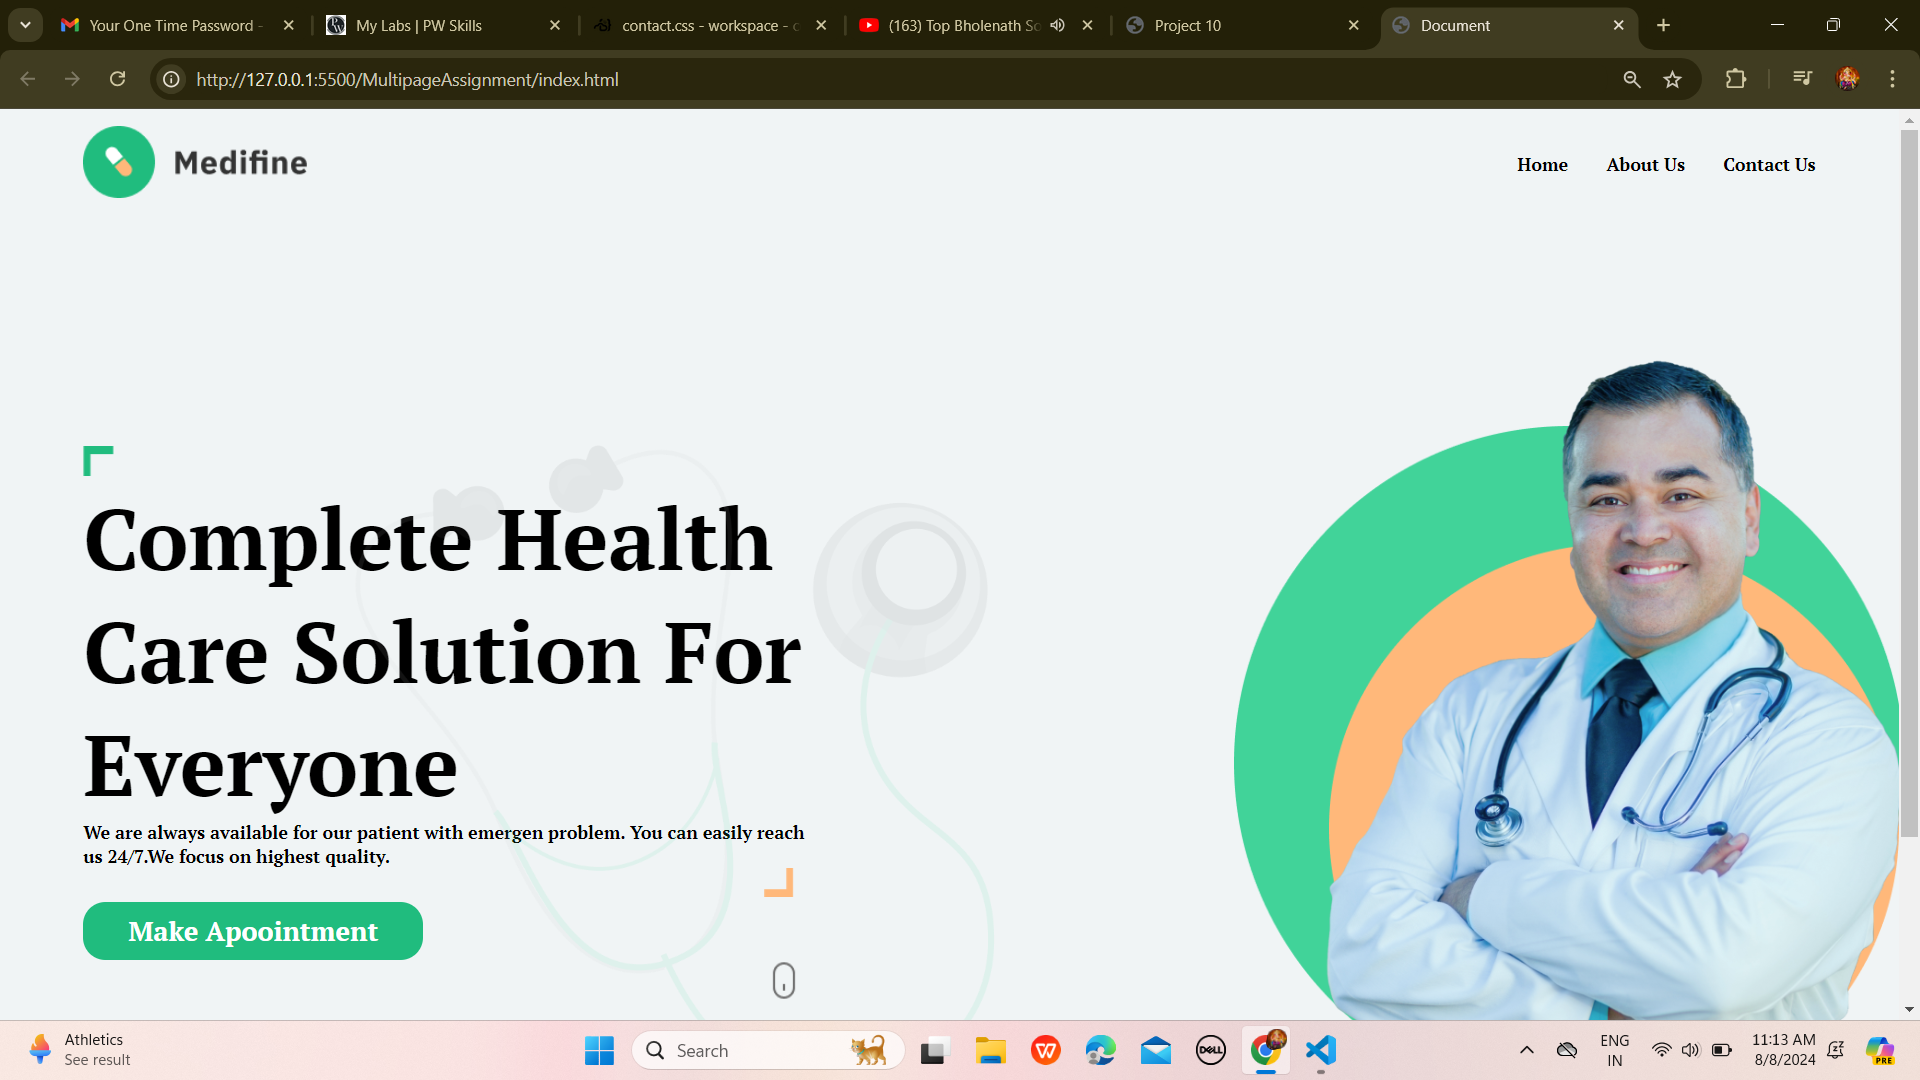 Your One Time Password -
My Labs | PW Skills
contact.css - workspace - c
(163) Top Bholenath So
Project 10
Document
http://127.0.0.1:5500/MultipageAssignment/index.html
Medifine
Home
About Us
Contact Us
Complete Health
Care Solution For
Everyone
We are always available for our patient with emergen problem. You can easily reach
us 24/7.We focus on highest quality.
Make Apoointment
Athletics
See result
Search
DELL
ENG
IN
11:13 AM
8/8/2024
PRE